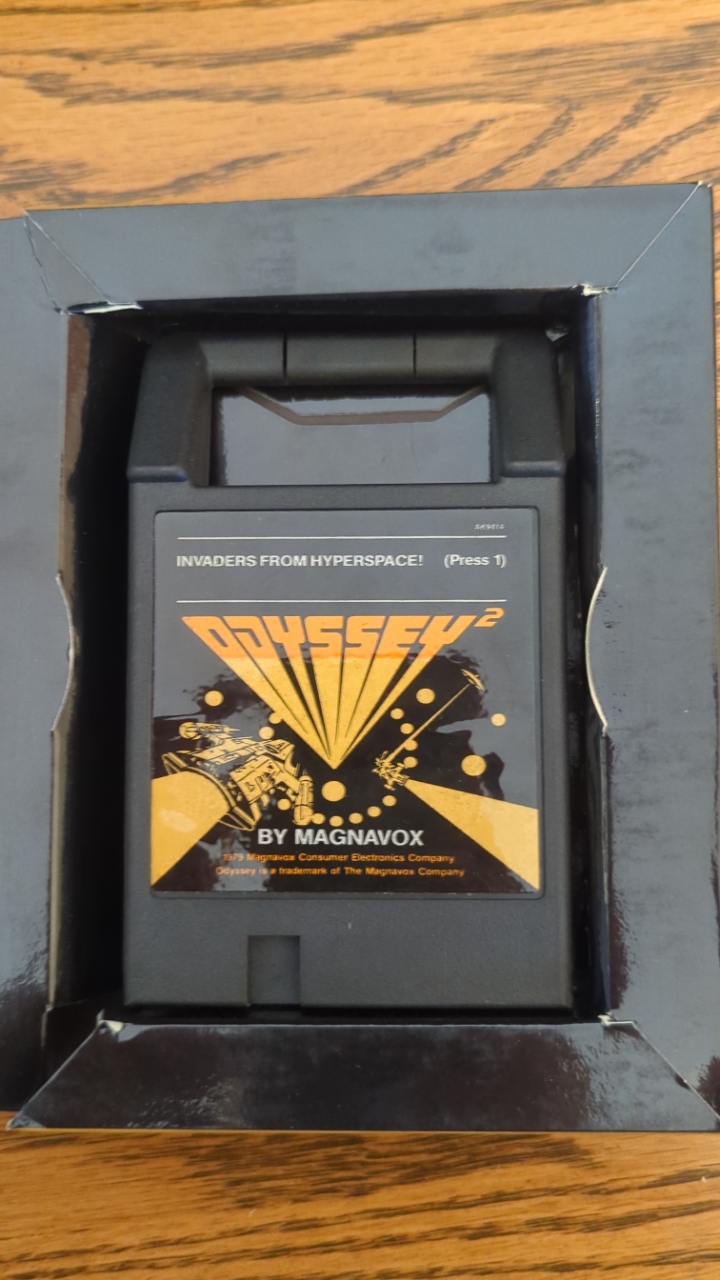 AK9414
INVADERS FROM HYPERSPACE! (Press 1)
ODYSSEY²
BY MAGNAVOX
1979 Magnavox Consumer Electronics Company
Odyssey is a trademark of The Magnavox Company